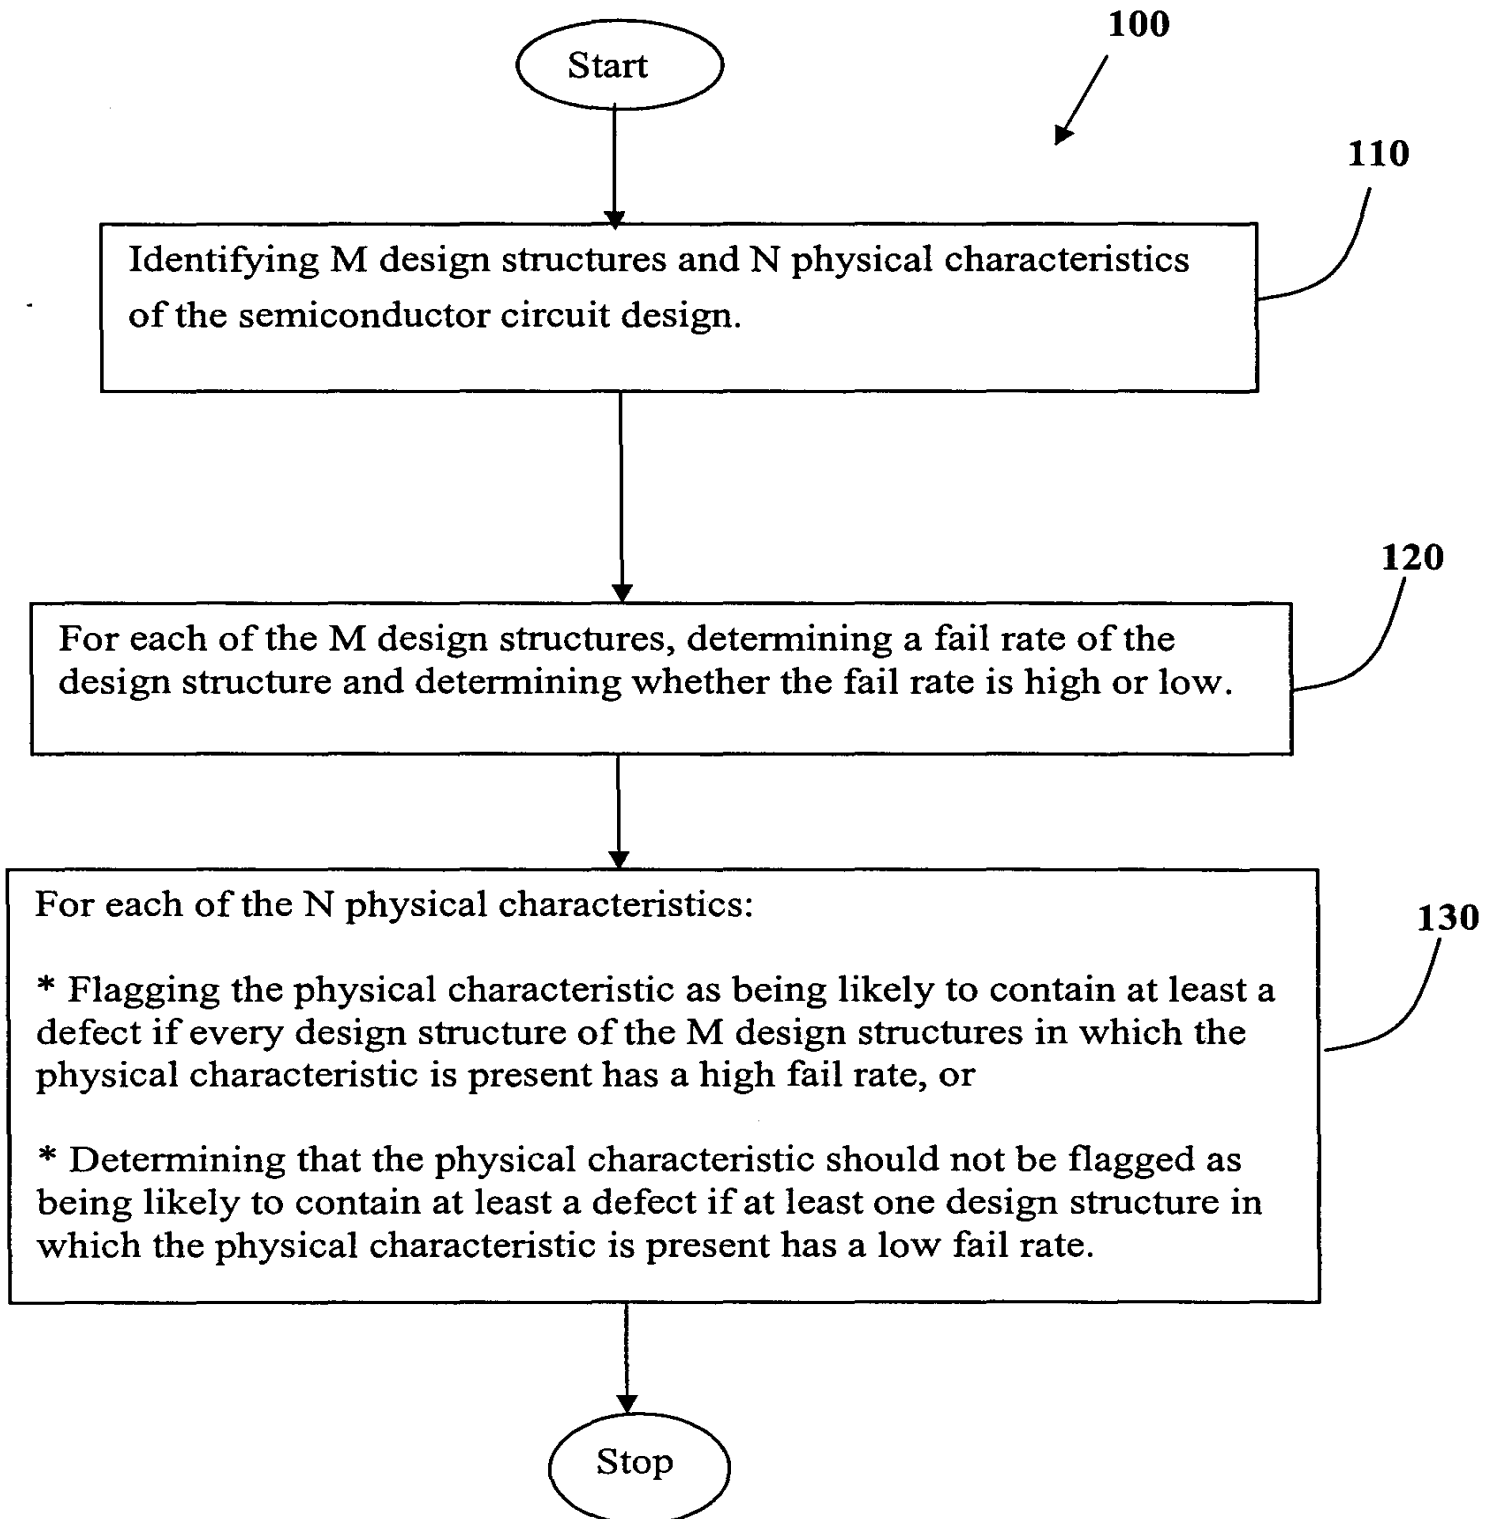 100
Start
110
Identifying M design structures and N physical characteristics
of the semiconductor circuit design.
120
For each of the M design structures, determining a fail rate of the
design structure and determining whether the fail rate is high or low.
130
For each of the N physical characteristics:
* Flagging the physical characteristic as being likely to contain at least a
defect if every design structure of the M design structures in which the
physical characteristic is present has a high fail rate, or
* Determining that the physical characteristic should not be flagged as
being likely to contain at least a defect if at least one design structure in
which the physical characteristic is present has a low fail rate.
Stop